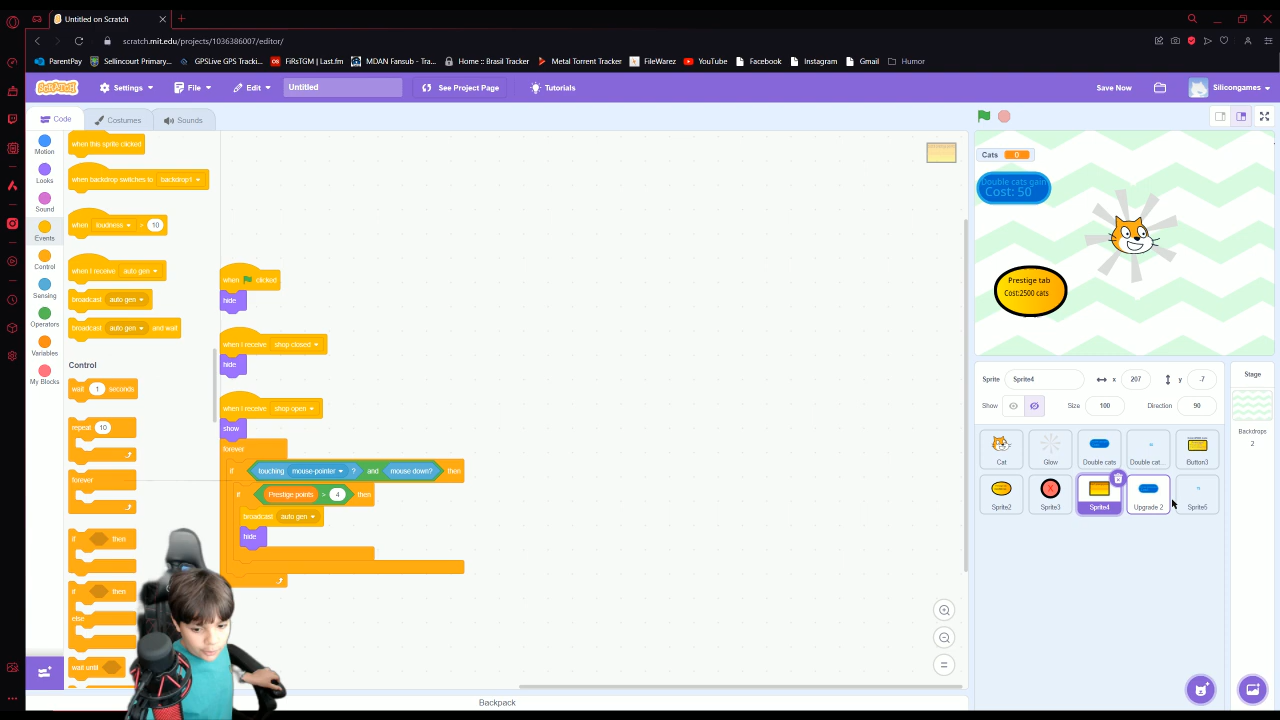 Untitled on Scratch
scratch.mit.edu/projects/1036386007/editor/
ParentPay
Sellincourt Primary...
GPSLive GPS Tracki...
FiRsTGM | Last.fm
MDAN Fansub - Tra...
Home :: Brasil Tracker
Metal Torrent Tracker
FileWarez
YouTube
Facebook
Instagram
Gmail
Humor
SCRATCH
Settings
File
Edit
Untitled
See Project Page
Tutorials
Save Now
Silicongames
Code
Costumes
Sounds
Motion
Looks
Sound
Events
Control
Sensing
Operators
Variables
My Blocks
when this sprite clicked
when backdrop switches to backdrop1
when loudness > 10
when I receive auto gen
broadcast auto gen
broadcast auto gen and wait
Control
wait 1 seconds
repeat 10
forever
if then
if then
else
wait until
when clicked
hide
when I receive shop closed
hide
when I receive shop open
show
forever
if touching mouse-pointer ? and mouse down? then
if Prestige points > 4 then
broadcast auto gen
hide
Backpack
Cats 0
Double cats gain
Cost: 50
Prestige tab
Cost:2500 cats
Sprite Sprite4 x 207 y -7
Show Size 100 Direction 90
Cat
Glow
Double cats
Double cat...
Button3
Sprite2
Sprite3
Sprite4
Upgrade 2
Sprite5
Stage
Backdrops
2